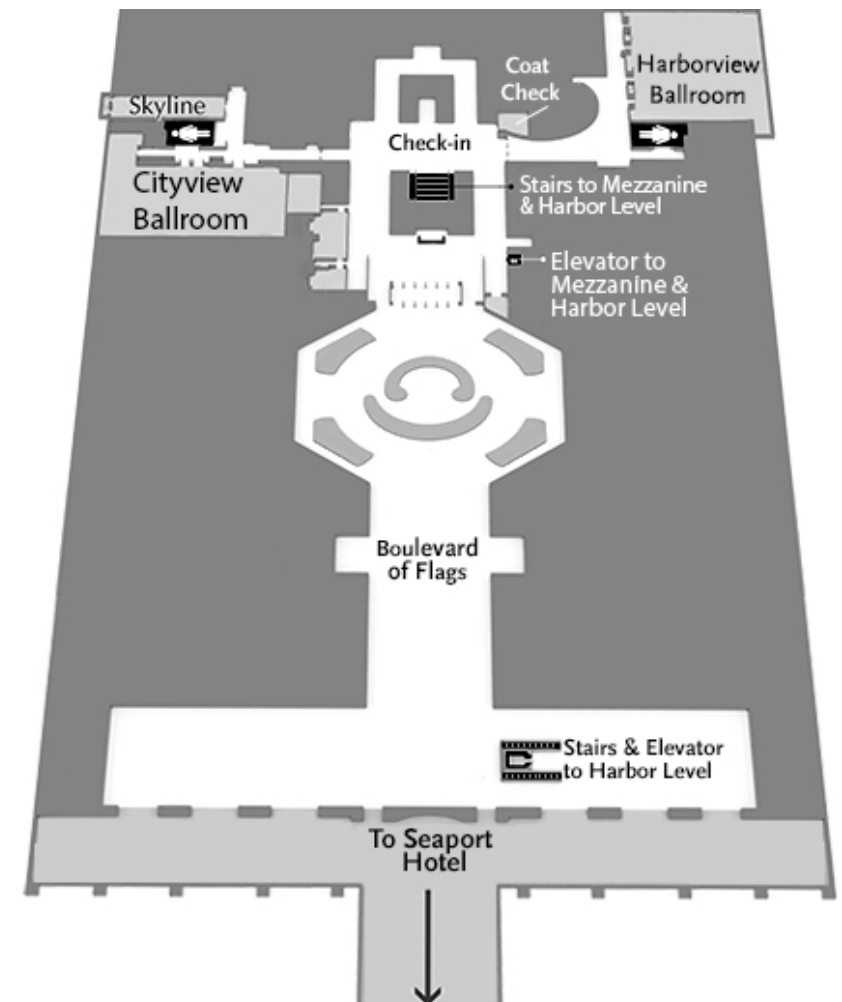 Coat
Check
Harborview
Ballroom
Skyline
Check-in
Cityview
Ballroom
Stairs to Mezzanine
& Harbor Level
Elevator to
Mezzanine &
Harbor Level
Boulevard
of Flags
Stairs & Elevator
to Harbor Level
To Seaport
Hotel